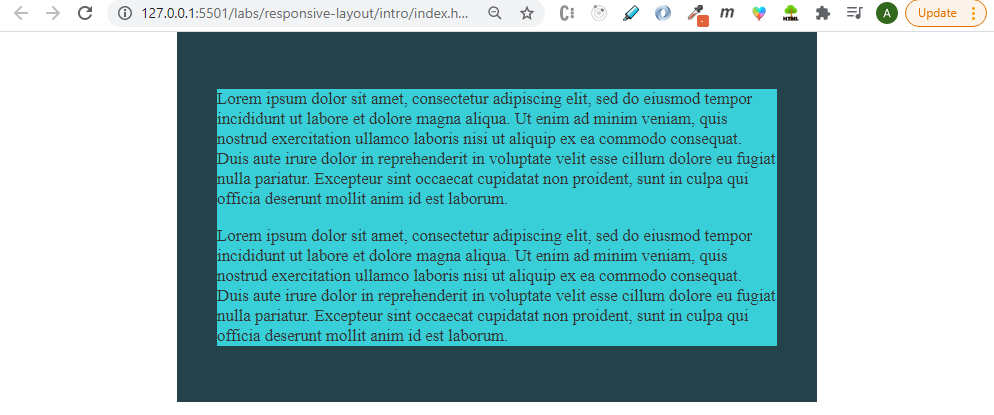 127.0.0.1:5501/labs/responsive-layout/intro/index.h...
A
Update
Lorem ipsum dolor sit amet, consectetur adipiscing elit, sed do eiusmod tempor
incididunt ut labore et dolore magna aliqua. Ut enim ad minim veniam, quis
nostrud exercitation ullamco laboris nisi ut aliquip ex ea commodo consequat.
Duis aute irure dolor in reprehenderit in voluptate velit esse cillum dolore eu fugiat
nulla pariatur. Excepteur sint occaecat cupidatat non proident, sunt in culpa qui
officia deserunt mollit anim id est laborum.
Lorem ipsum dolor sit amet, consectetur adipiscing elit, sed do eiusmod tempor
incididunt ut labore et dolore magna aliqua. Ut enim ad minim veniam, quis
nostrud exercitation ullamco laboris nisi ut aliquip ex ea commodo consequat.
Duis aute irure dolor in reprehenderit in voluptate velit esse cillum dolore eu fugiat
nulla pariatur. Excepteur sint occaecat cupidatat non proident, sunt in culpa qui
officia deserunt mollit anim id est laborum.